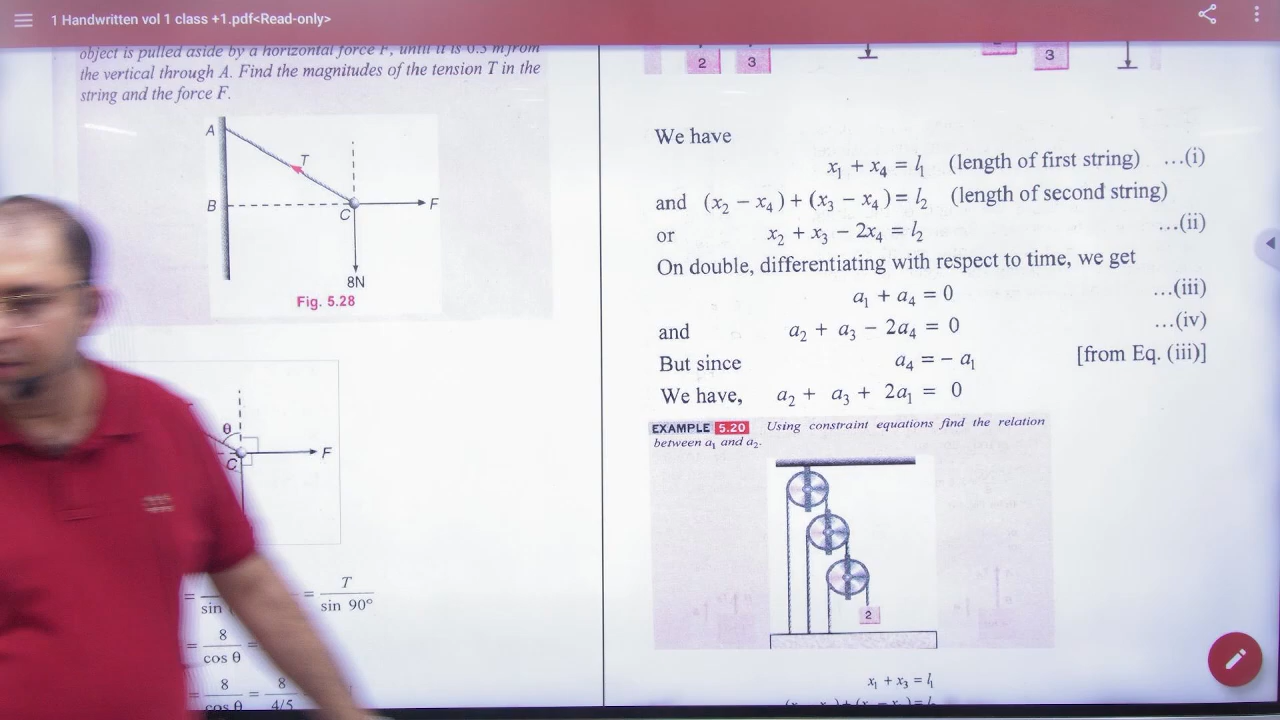 1 Handwritten vol 1 class +1.pdf<Read-only>
object is pulled aside by a horizontal force F, until it is 0.3 m from
the vertical through A. Find the magnitudes of the tension T in the
string and the force F.
A
T
B
C
F
8N
Fig. 5.28
θ
C
F
= sin = T / sin 90°
= 8 / cos θ =
= 8 / cos θ = 8 / 4/5
2 3
3
We have
x₁ + x₄ = l₁ (length of first string) ...(i)
and (x₂ − x₄) + (x₃ − x₄) = l₂ (length of second string)
or x₂ + x₃ − 2x₄ = l₂ ...(ii)
On double, differentiating with respect to time, we get
a₁ + a₄ = 0 ...(iii)
and a₂ + a₃ − 2a₄ = 0 ...(iv)
But since a₄ = − a₁ [from Eq. (iii)]
We have, a₂ + a₃ + 2a₁ = 0
EXAMPLE 5.20 Using constraint equations find the relation
between a₁ and a₂.
2
x₁ + x₃ = l₁